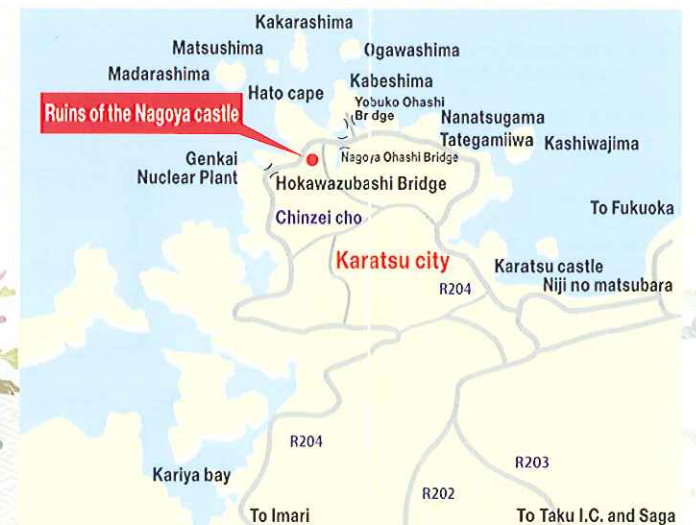 Kakarashima
Matsushima
Ogawashima
Madarashima
Kabeshima
Hato cape
Yobuko Ohashi
Br dge
Ruins of the Nagoya castle
Nanatsugama
Tategamiiwa
Kashiwajima
Genkai
Nuclear Plant
Nagoya Ohashi Bridge
Hokawazubashi Bridge
Chinzei cho
To Fukuoka
Karatsu city
Karatsu castle
Niji no matsubara
R204
R204
R203
Kariya bay
R202
To Imari
To Taku I.C. and Saga